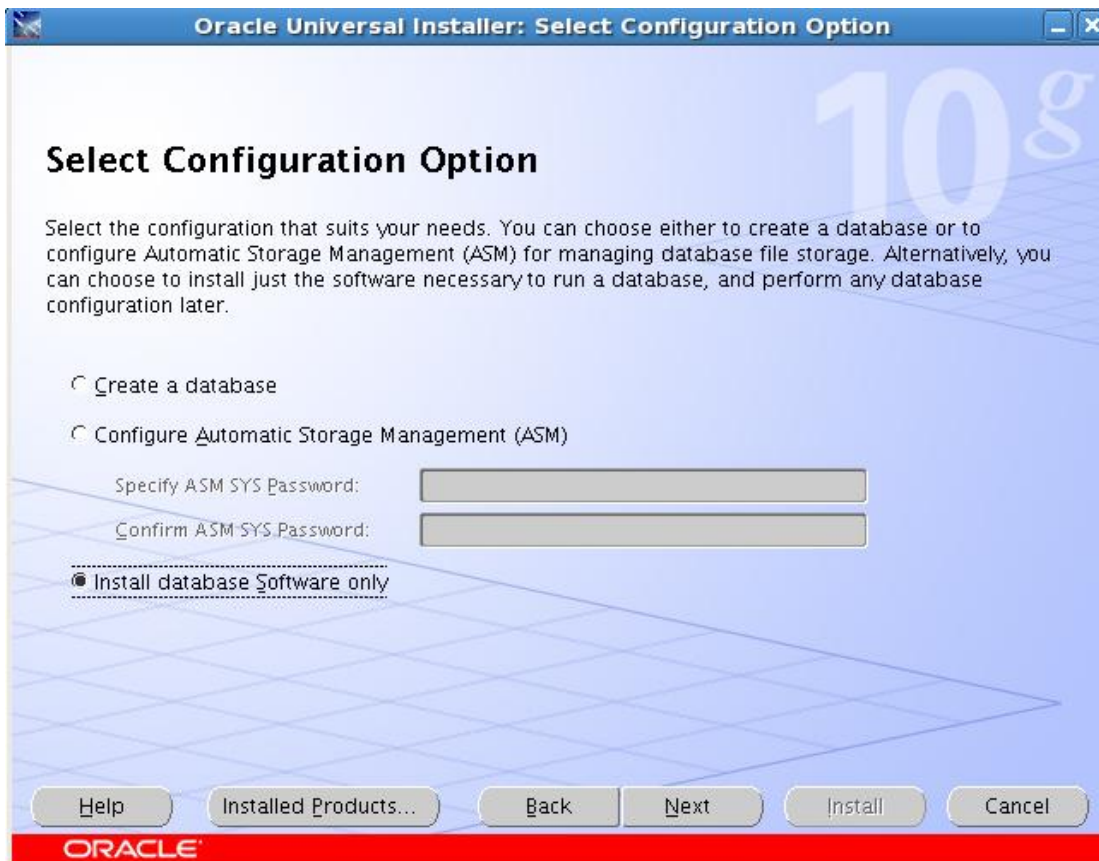 Oracle Universal Installer: Select Configuration Option
10g
Select Configuration Option
Select the configuration that suits your needs. You can choose either to create a database or to
configure Automatic Storage Management (ASM) for managing database file storage. Alternatively, you
can choose to install just the software necessary to run a database, and perform any database
configuration later.
Create a database
Configure Automatic Storage Management (ASM)
Specify ASM SYS Password:
Confirm ASM SYS Password:
Install database Software only
Help Installed Products... Back Next Install Cancel
ORACLE